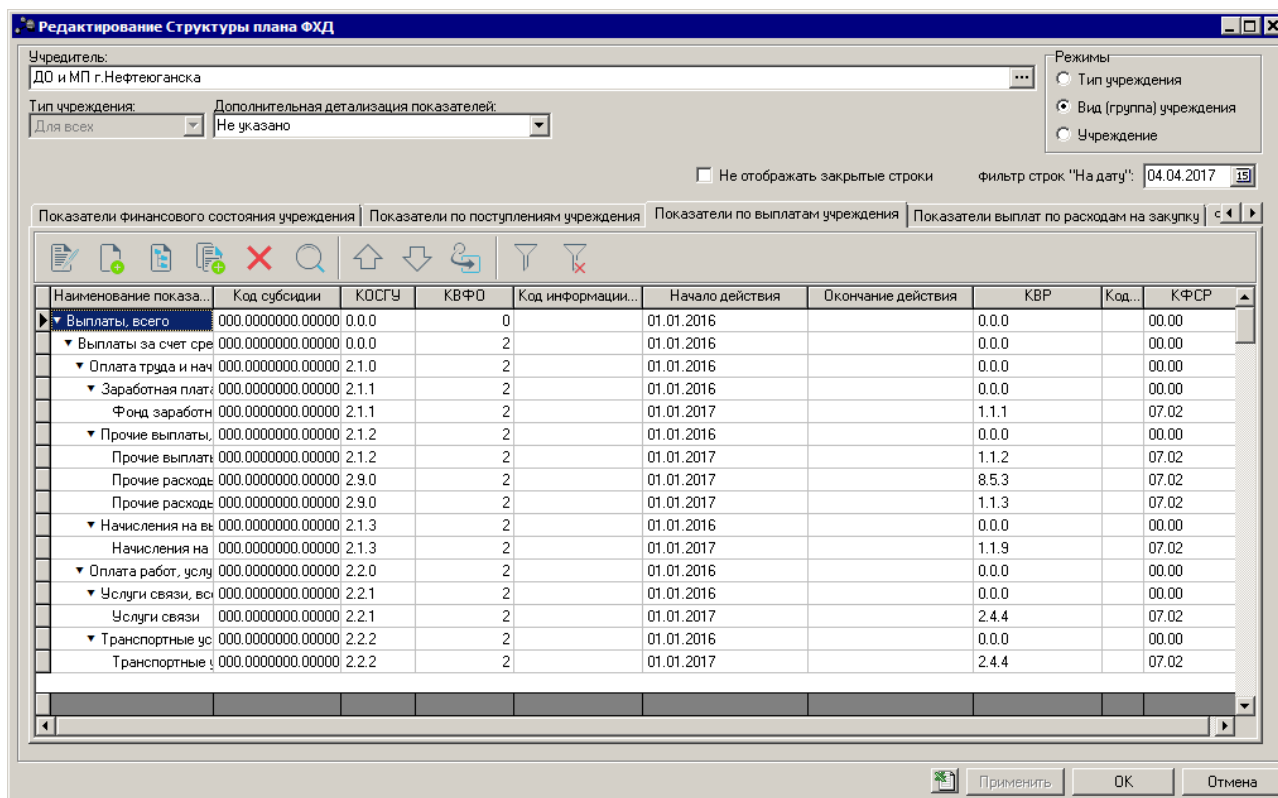 Редактирование Структуры плана ФХД
Учредитель:
ДО и МП г.Нефтеюганска
Режимы
Тип учреждения
Вид (группа) учреждения
Учреждение
Тип учреждения: Дополнительная детализация показателей:
Для всех Не указано
Не отображать закрытые строки фильтр строк "На дату": 04.04.2017 15
Показатели финансового состояния учреждения Показатели по поступлениям учреждения Показатели по выплатам учреждения Показатели выплат по расходам на закупку с
Наименование показа... Код субсидии КОСГУ КВФО Код информации... Начало действия Окончание действия КВР Код... КФСР
Выплаты, всего 000.0000000.00000 0.0.0 0 01.01.2016 0.0.0 00.00
Выплаты за счет сре 000.0000000.00000 0.0.0 2 01.01.2016 0.0.0 00.00
Оплата труда и нач 000.0000000.00000 2.1.0 2 01.01.2016 0.0.0 00.00
Заработная плата 000.0000000.00000 2.1.1 2 01.01.2016 0.0.0 00.00
Фонд заработн 000.0000000.00000 2.1.1 2 01.01.2017 1.1.1 07.02
Прочие выплаты, 000.0000000.00000 2.1.2 2 01.01.2016 0.0.0 00.00
Прочие выплаты 000.0000000.00000 2.1.2 2 01.01.2017 1.1.2 07.02
Прочие расходы 000.0000000.00000 2.9.0 2 01.01.2017 8.5.3 07.02
Прочие расходы 000.0000000.00000 2.9.0 2 01.01.2017 1.1.3 07.02
Начисления на вы 000.0000000.00000 2.1.3 2 01.01.2016 0.0.0 00.00
Начисления на 000.0000000.00000 2.1.3 2 01.01.2017 1.1.9 07.02
Оплата работ, услу 000.0000000.00000 2.2.0 2 01.01.2016 0.0.0 00.00
Услуги связи, все 000.0000000.00000 2.2.1 2 01.01.2016 0.0.0 00.00
Услуги связи 000.0000000.00000 2.2.1 2 01.01.2017 2.4.4 07.02
Транспортные ус 000.0000000.00000 2.2.2 2 01.01.2016 0.0.0 00.00
Транспортные у 000.0000000.00000 2.2.2 2 01.01.2017 2.4.4 07.02
Применить OK Отмена